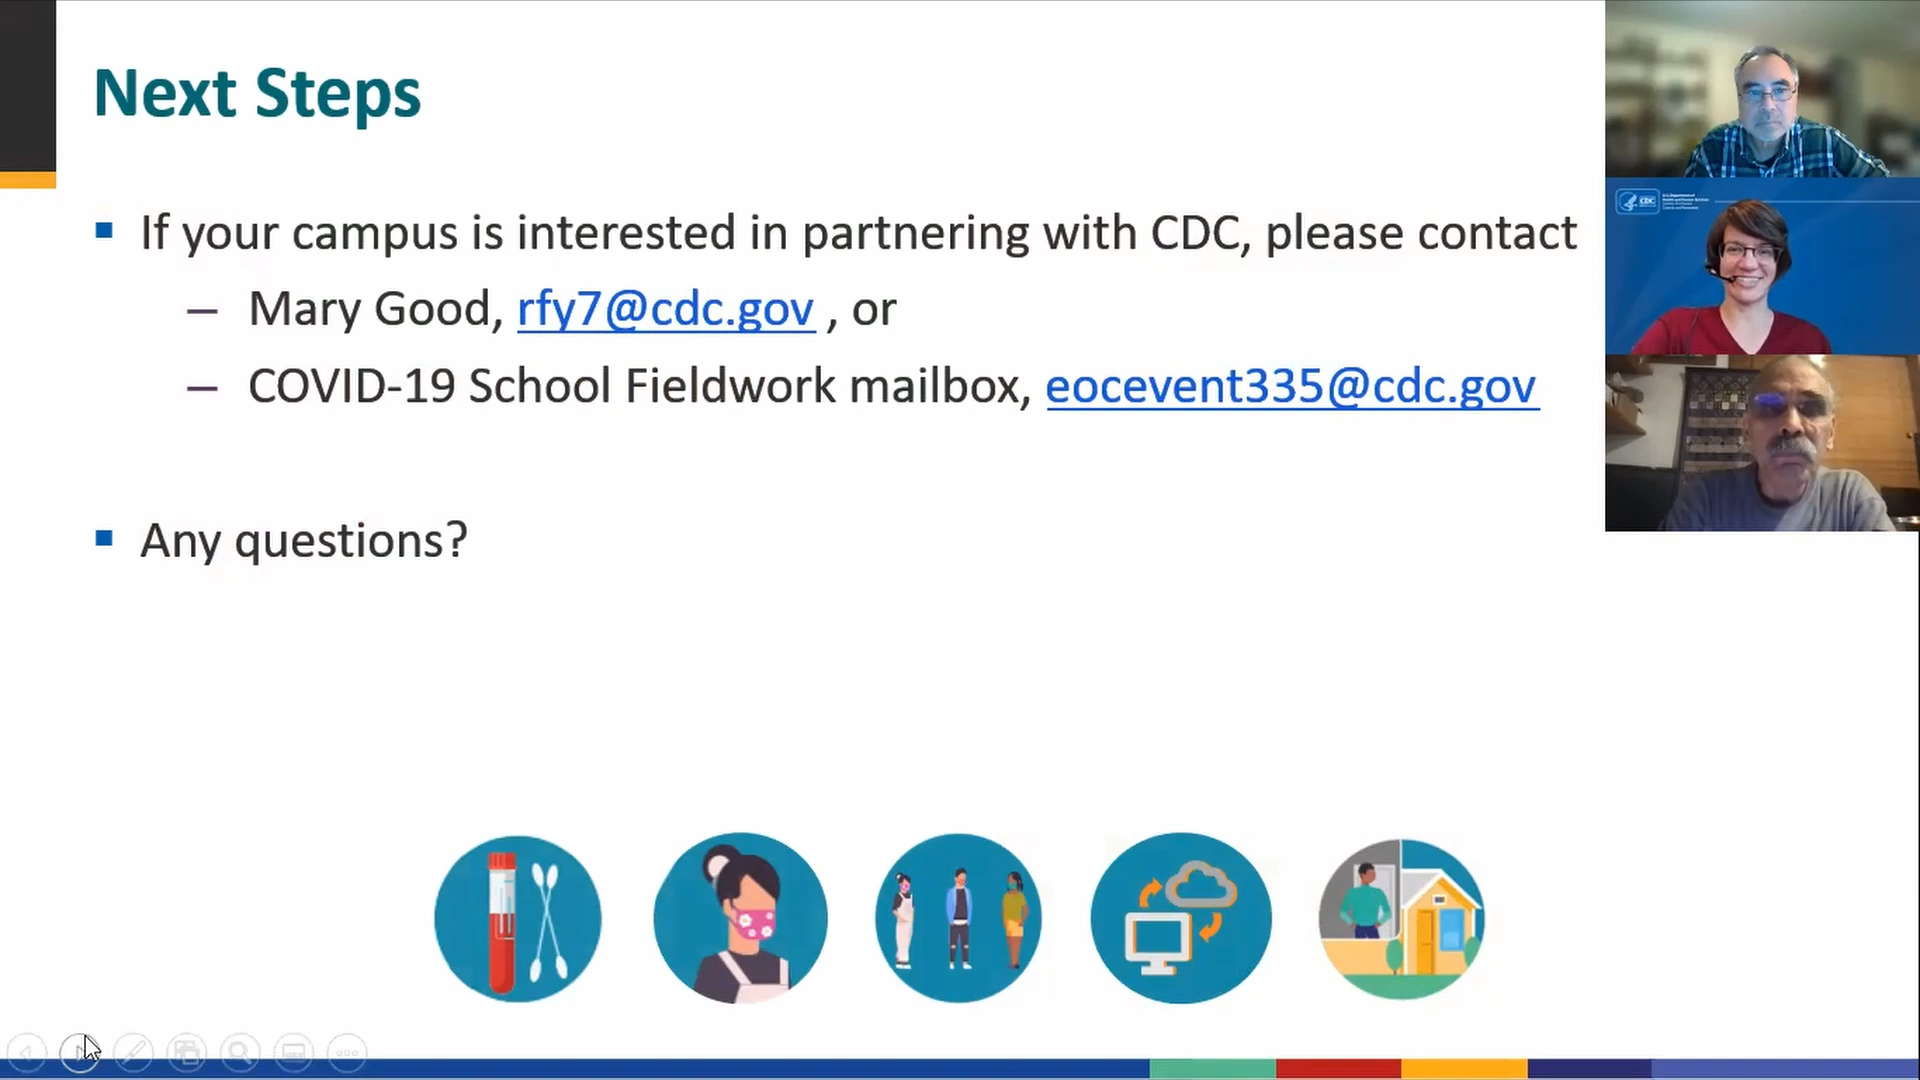 Next Steps
If your campus is interested in partnering with CDC, please contact
– Mary Good, rfy7@cdc.gov , or
– COVID-19 School Fieldwork mailbox, eocevent335@cdc.gov
Any questions?
CDC